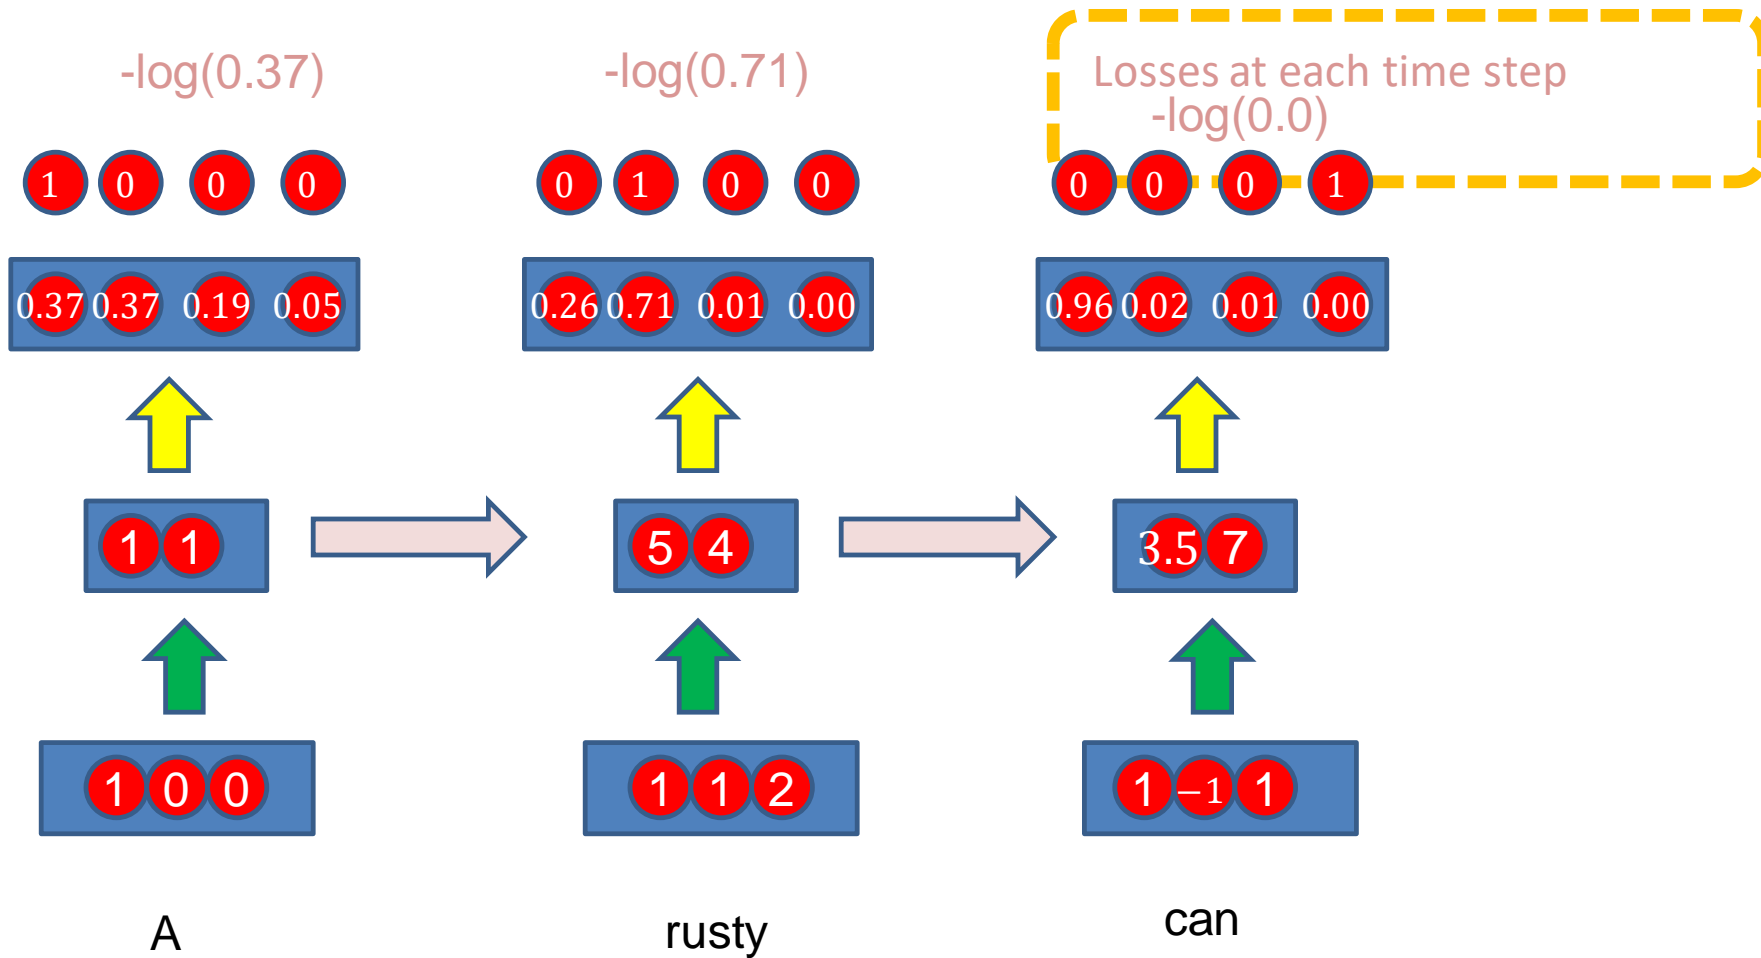 -log(0.37) -log(0.71) Losses at each time step
-log(0.0)
1 0 0 0 0 1 0 0 0 0 0 1
0.37 0.37 0.19 0.05 0.26 0.71 0.01 0.00 0.96 0.02 0.01 0.00
1 1 5 4 3.5 7
1 0 0 1 1 2 1 −1 1
A rusty can